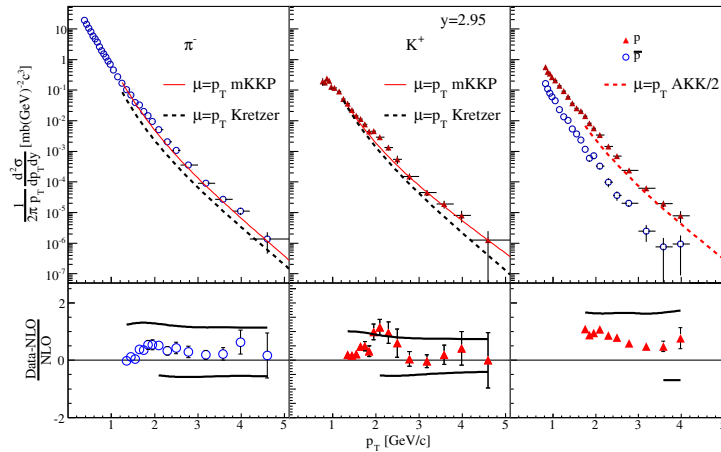 y=2.95
π⁻
K⁺
p
p̅
μ=p_T mKKP
μ=p_T Kretzer
μ=p_T mKKP
μ=p_T Kretzer
μ=p_T AKK/2
1/2π d²σ/p_T dp_T dy [mb(GeV)⁻²c³]
10
1
10⁻¹
10⁻²
10⁻³
10⁻⁴
10⁻⁵
10⁻⁶
10⁻⁷
Data-NLO/NLO
2
1
0
0 1 2 3 4 5
1 2 3 4 5
1 2 3 4 5
p_T [GeV/c]